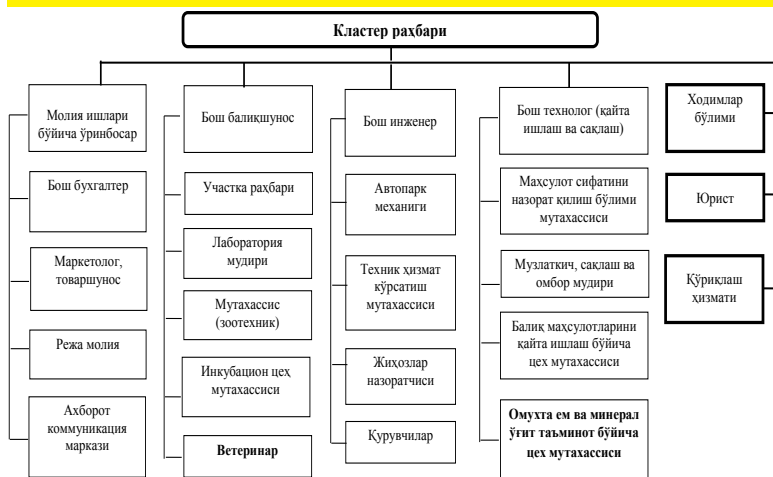 Кластер раҳбари
Молия ишлари
бўйича ўринбосар
Бош бухгалтер
Маркетолог,
товаршунос
Режа молия
Ахборот
коммуникация
маркази
Бош балиқшунос
Участка раҳбари
Лаборатория
мудири
Мутахассис
(зоотехник)
Инкубацион цех
мутахассиси
Ветеринар
Бош инженер
Автопарк
механиги
Техник ҳизмат
кўрсатиш
мутахассиси
Жиҳозлар
назоратчиси
Қурувчилар
Бош технолог (қайта
ишлаш ва сақлаш)
Маҳсулот сифатини
назорат қилиш бўлими
мутахассиси
Музлаткич, сақлаш ва
омбор мудири
Балиқ маҳсулотларини
қайта ишлаш бўйича
цех мутахассиси
Омухта ем ва минерал
ўғит таъминот бўйича
цех мутахассиси
Ходимлар
бўлими
Юрист
Қўриқлаш
ҳизмати